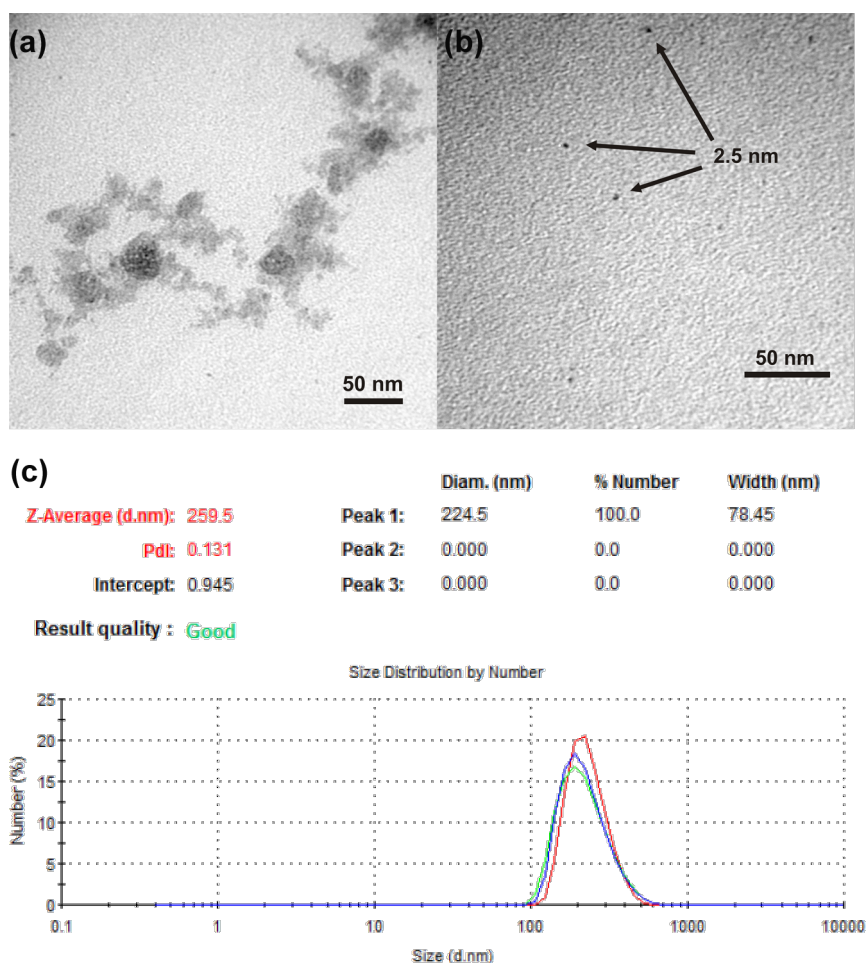 (a)
(b)
2.5 nm
50 nm
50 nm
(c)
Diam. (nm) % Number Width (nm)
Z-Average (d.nm): 259.5 Peak 1: 224.5 100.0 78.45
PdI: 0.131 Peak 2: 0.000 0.0 0.000
Intercept: 0.945 Peak 3: 0.000 0.0 0.000
Result quality : Good
Size Distribution by Number
25
20
15
10
5
0
Number (%)
0.1 1 10 100 1000 10000
Size (d.nm)